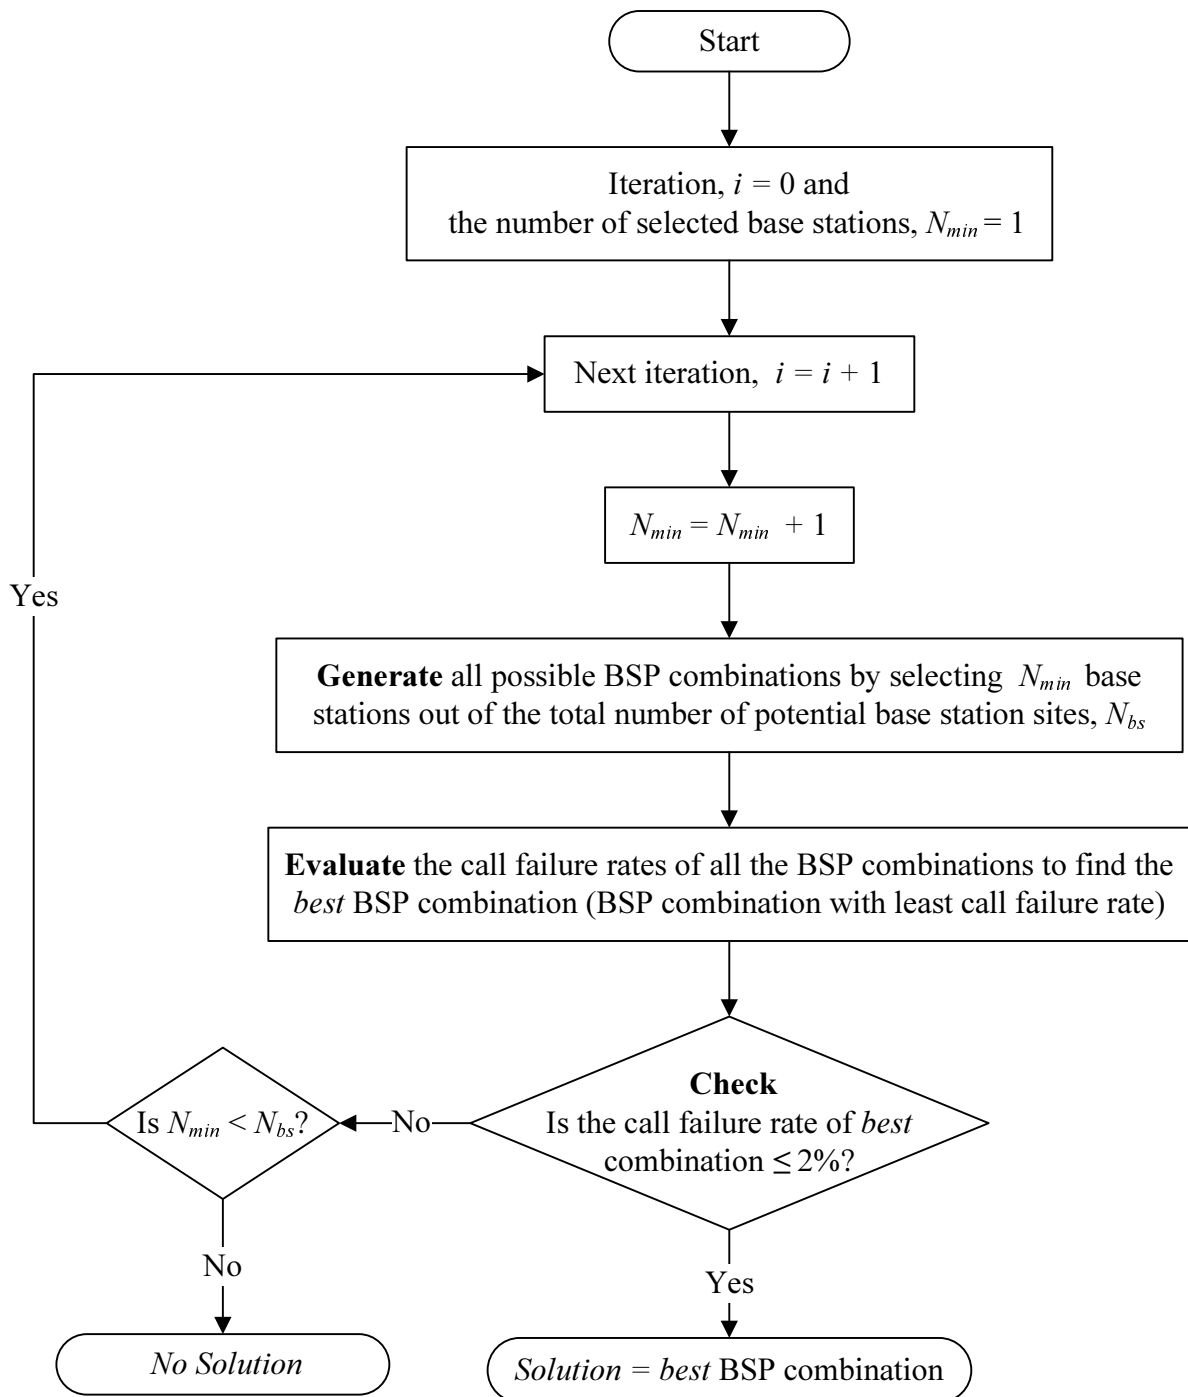 Start
Iteration, i = 0 and
the number of selected base stations, Nmin = 1
Next iteration, i = i + 1
Nmin = Nmin + 1
Yes
Generate all possible BSP combinations by selecting Nmin base
stations out of the total number of potential base station sites, Nbs
Evaluate the call failure rates of all the BSP combinations to find the
best BSP combination (BSP combination with least call failure rate)
Check
Is the call failure rate of best
combination ≤ 2%?
No
Is Nmin < Nbs?
No
Yes
No Solution
Solution = best BSP combination